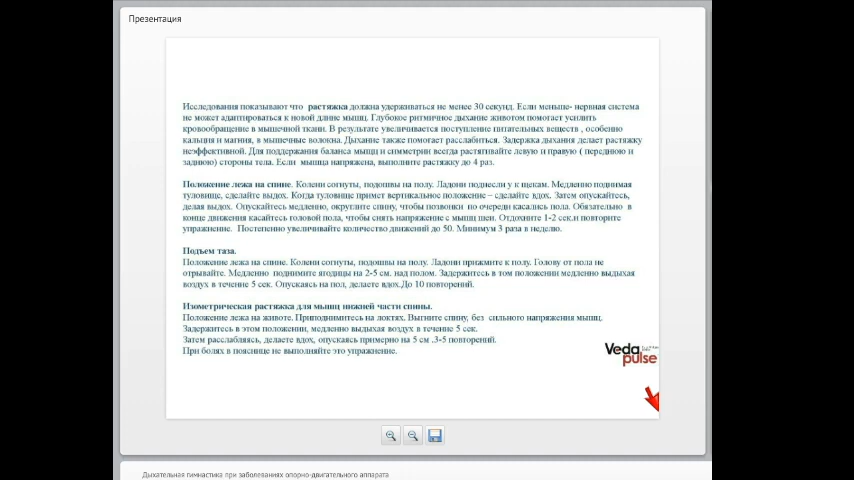 Презентация
Исследования показывают что растяжка должна удерживаться не менее 30 секунд. Если меньше- нервная система
не может адаптироваться к новой длине мышц. Глубокое ритмичное дыхание животом помогает усилить
кровообращение в мышечной ткани. В результате увеличивается поступление питательных веществ , особенно
кальция и магния, в мышечные волокна. Дыхание также помогает расслабиться. Задержка дыхания делает растяжку
неэффективной. Для поддержания баланса мышц и симметрии всегда растягивайте левую и правую ( переднюю и
заднюю) стороны тела. Если мышца напряжена, выполните растяжку до 4 раз.
Положение лежа на спине. Колени согнуты, подошвы на полу. Ладони поднесли у к щекам. Медленно поднимая
туловище, сделайте выдох. Когда туловище примет вертикальное положение – сделайте вдох. Затем опускайтесь,
делая выдох. Опускайтесь медленно, округлите спину, чтобы позвонки по очереди касались пола. Обязательно в
конце движения касайтесь головой пола, чтобы снять напряжение с мышц шеи. Отдохните 1-2 сек.и повторите
упражнение. Постепенно увеличивайте количество движений до 50. Минимум 3 раза в неделю.
Подъем таза.
Положение лежа на спине. Колени согнуты, подошвы на полу. Ладони прижмите к полу. Голову от пола не
отрывайте. Медленно поднимите ягодицы на 2-5 см. над полом. Задержитесь в том положении медленно выдыхая
воздух в течение 5 сек. Опускаясь на пол, делаете вдох.До 10 повторений.
Изометрическая растяжка для мышц нижней части спины.
Положение лежа на животе. Приподнимитесь на локтях. Выгните спину, без сильного напряжения мышц.
Задержитесь в этом положении, медленно выдыхая воздух в течение 5 сек.
Затем расслабляясь, делаете вдох, опускаясь примерно на 5 см .3-5 повторений.
При болях в пояснице не выполняйте это упражнение.
Veda
pulse
Дыхательная гимнастика при заболеваниях опорно-двигательного аппарата